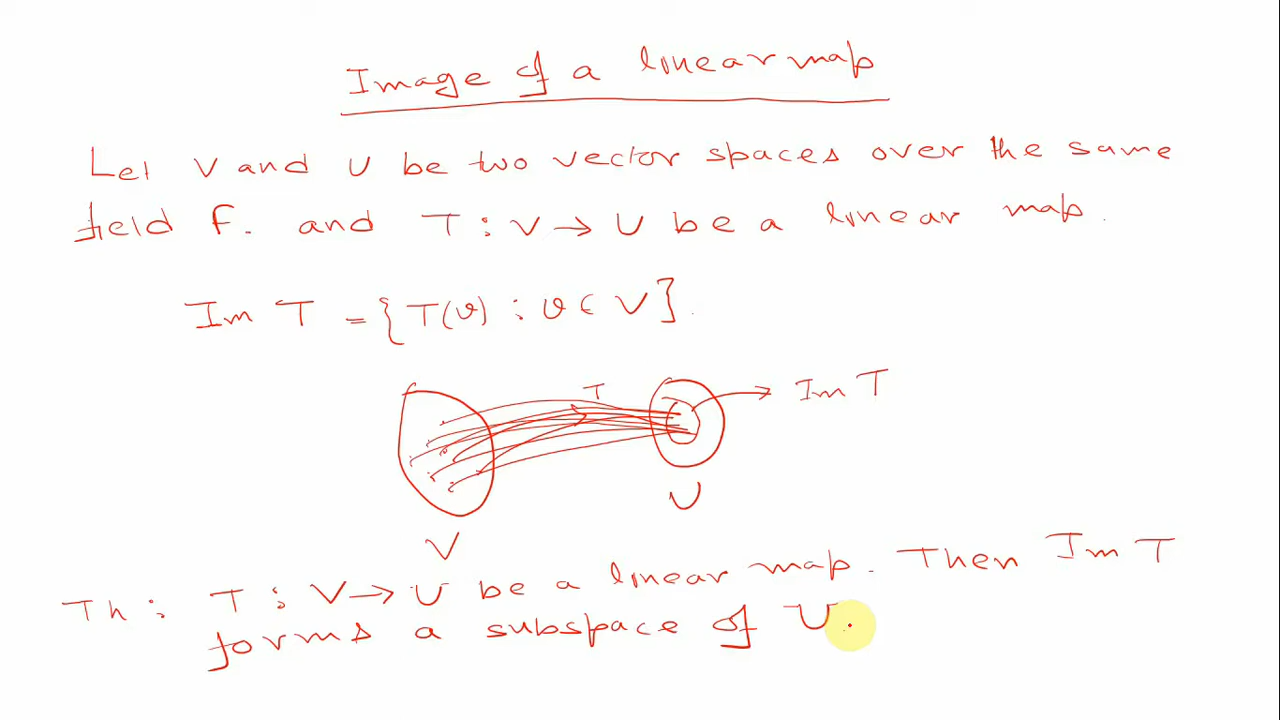 Image of a linear map
Let V and U be two vector spaces over the same
field F. and T : V → U be a linear map.
Im T = {T(v) : v ∈ V}.
T
Im T
U
V
Th : T : V → U be a linear map. Then Im T
forms a subspace of U.